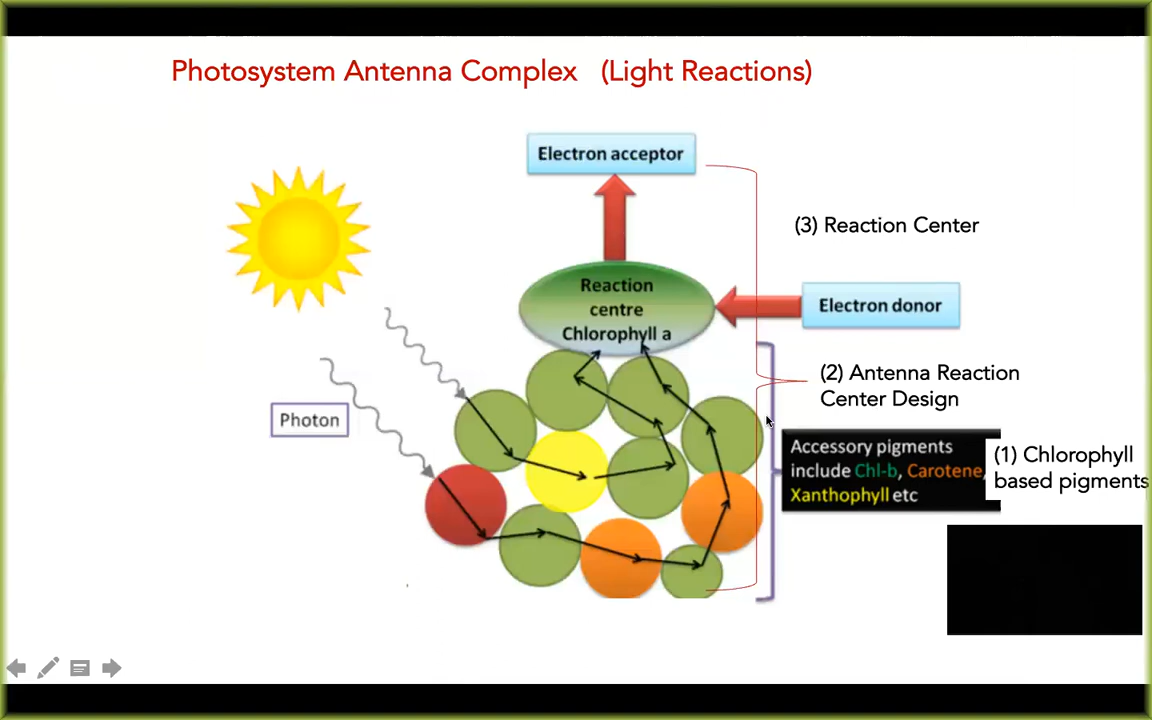 Photosystem Antenna Complex (Light Reactions)
Electron acceptor
(3) Reaction Center
Reaction
centre
Chlorophyll a
Electron donor
(2) Antenna Reaction
Center Design
Photon
Accessory pigments
include Chl-b, Carotene,
Xanthophyll etc
(1) Chlorophyll
based pigments